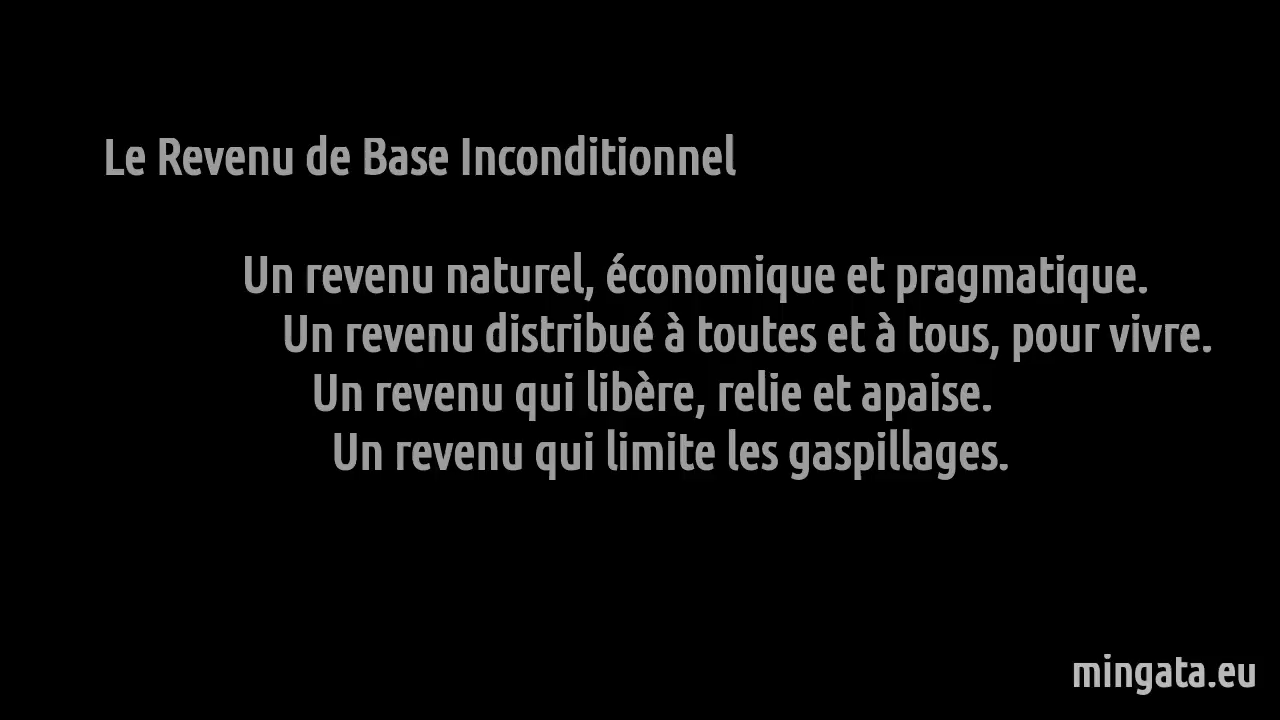 Le Revenu de Base Inconditionnel
Un revenu naturel, économique et pragmatique.
Un revenu distribué à toutes et à tous, pour vivre.
Un revenu qui libère, relie et apaise.
Un revenu qui limite les gaspillages.
mingata.eu